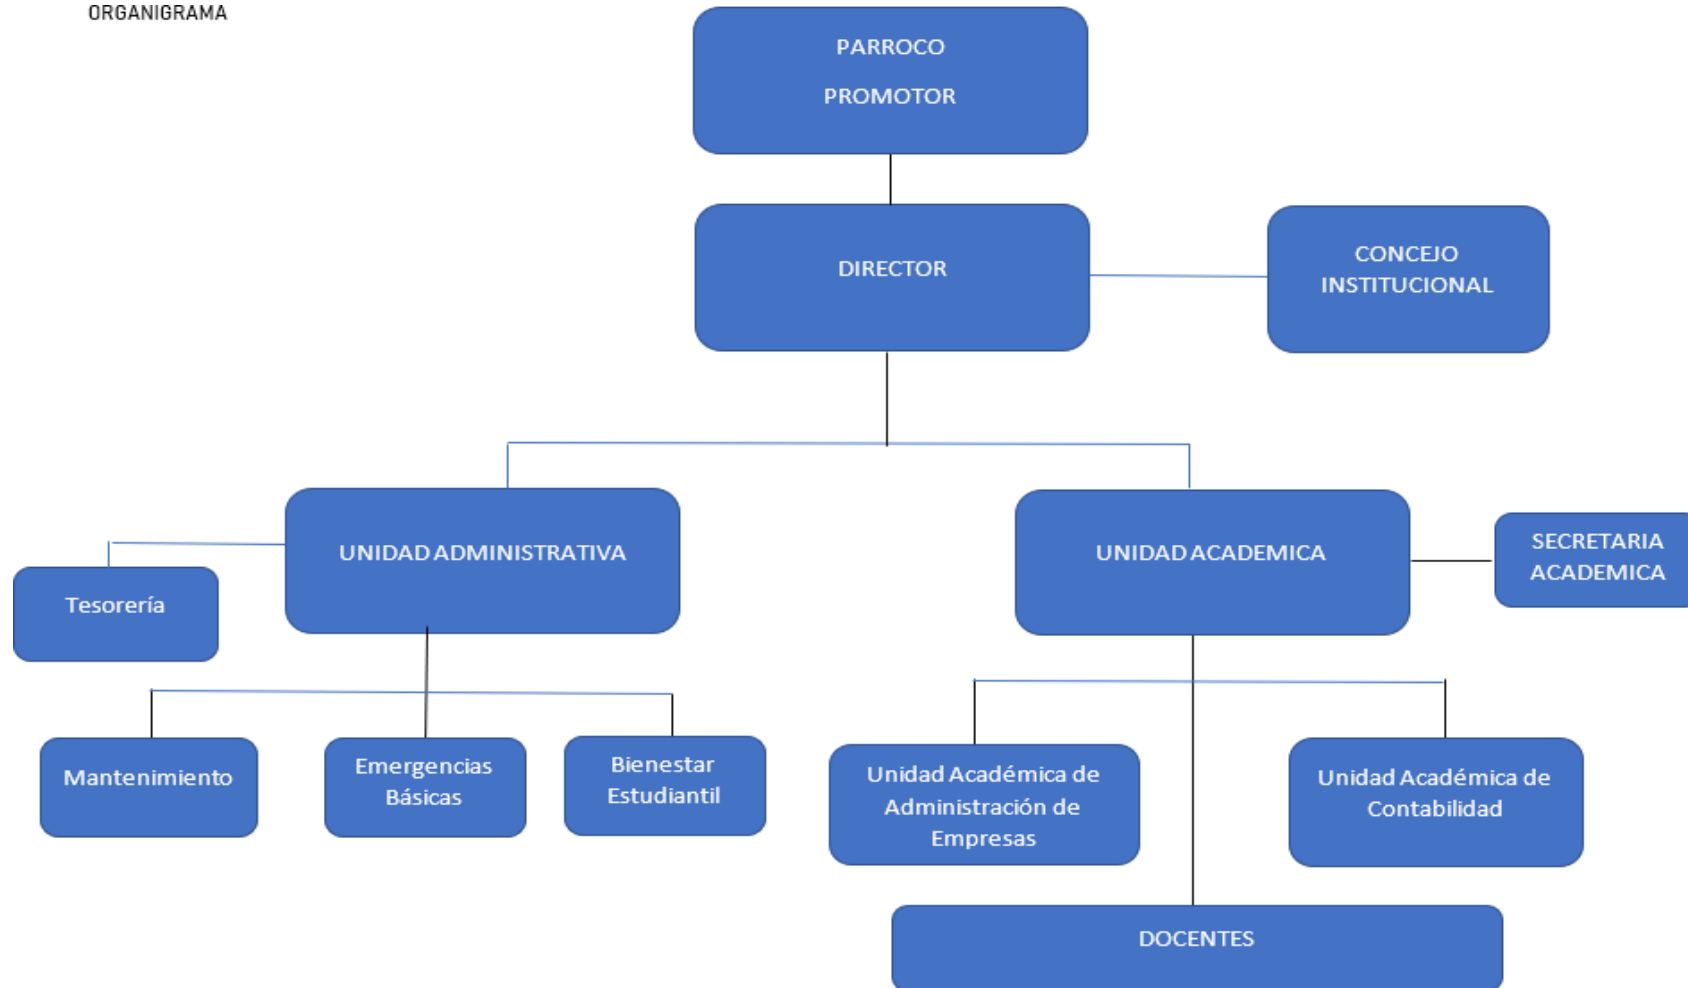 ORGANIGRAMA
PARROCO
PROMOTOR
DIRECTOR
CONCEJO
INSTITUCIONAL
UNIDAD ADMINISTRATIVA
UNIDAD ACADEMICA
SECRETARIA
ACADEMICA
Tesorería
Mantenimiento
Emergencias
Básicas
Bienestar
Estudiantil
Unidad Académica de
Administración de
Empresas
Unidad Académica de
Contabilidad
DOCENTES